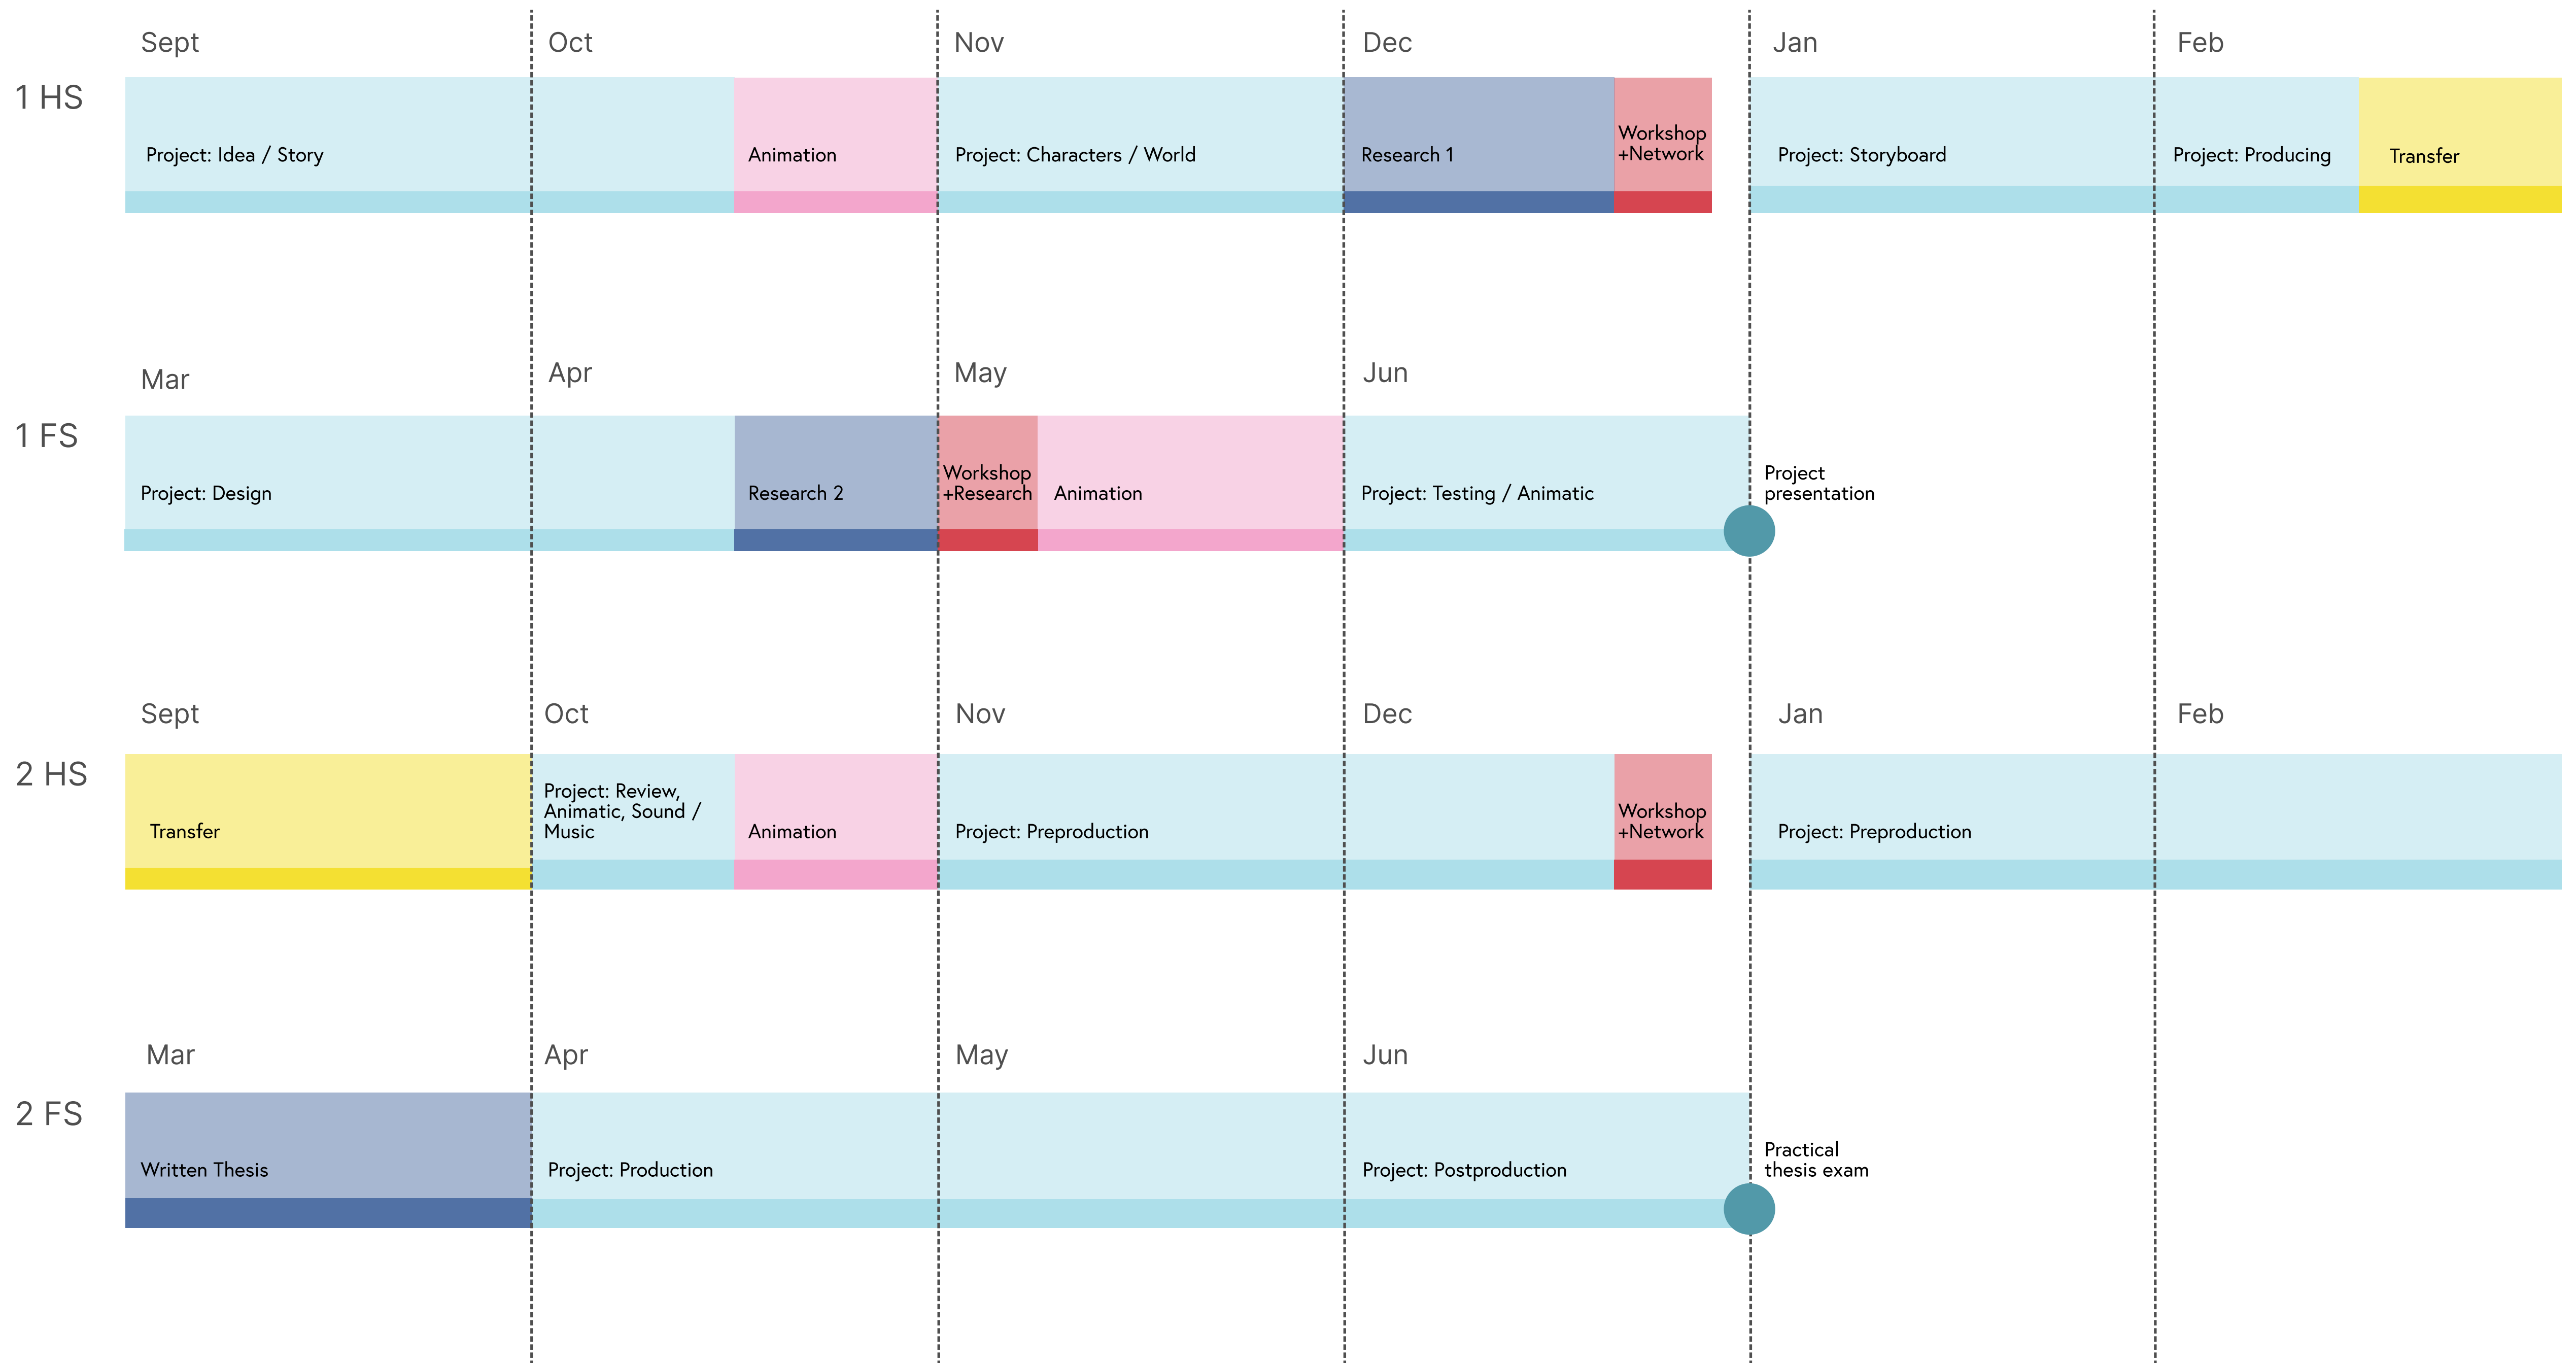 Sept Oct Nov Dec Jan Feb
1 HS
Project: Idea / Story
Animation
Project: Characters / World
Research 1
Workshop
+Network
Project: Storyboard
Project: Producing
Transfer
Mar Apr May Jun
1 FS
Project: Design
Research 2
Workshop
+Research
Animation
Project: Testing / Animatic
Project
presentation
Sept Oct Nov Dec Jan Feb
2 HS
Transfer
Project: Review,
Animatic, Sound /
Music
Animation
Project: Preproduction
Workshop
+Network
Project: Preproduction
Mar Apr May Jun
2 FS
Written Thesis
Project: Production
Project: Postproduction
Practical
thesis exam